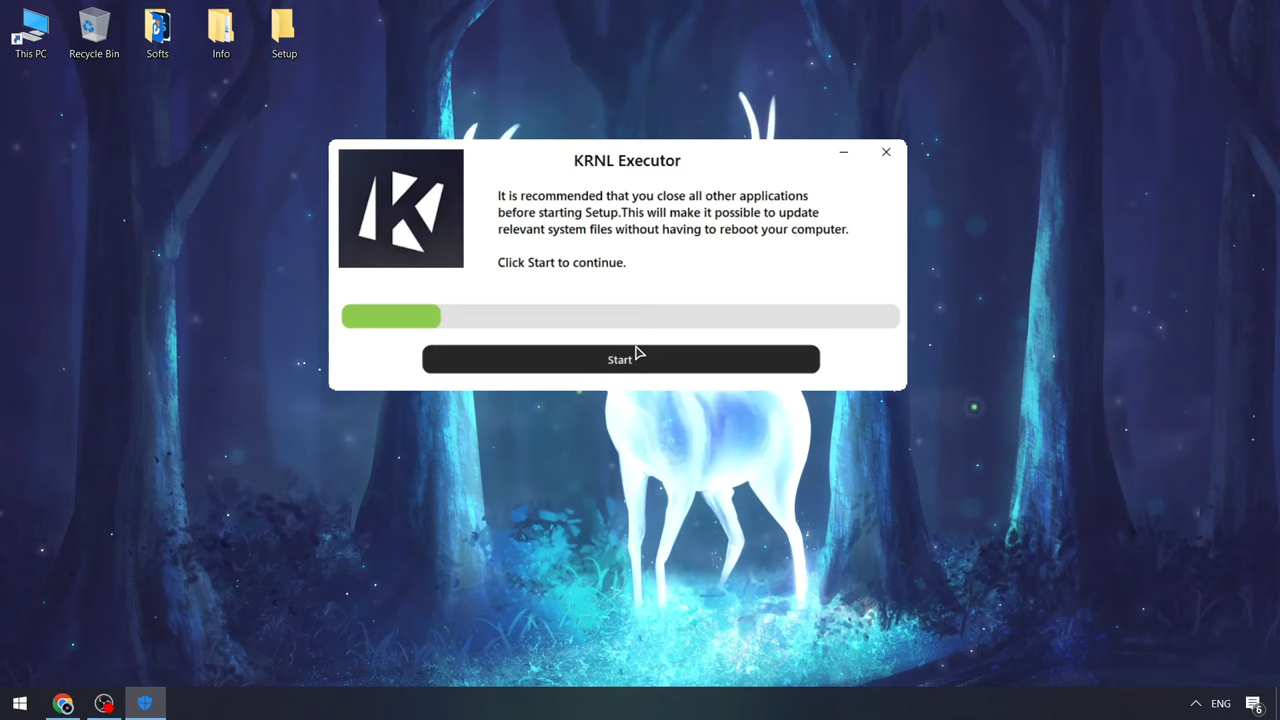 This PC
Recycle Bin
Softs
Info
Setup
KRNL Executor
It is recommended that you close all other applications
before starting Setup.This will make it possible to update
relevant system files without having to reboot your computer.
Click Start to continue.
Start
ENG
6